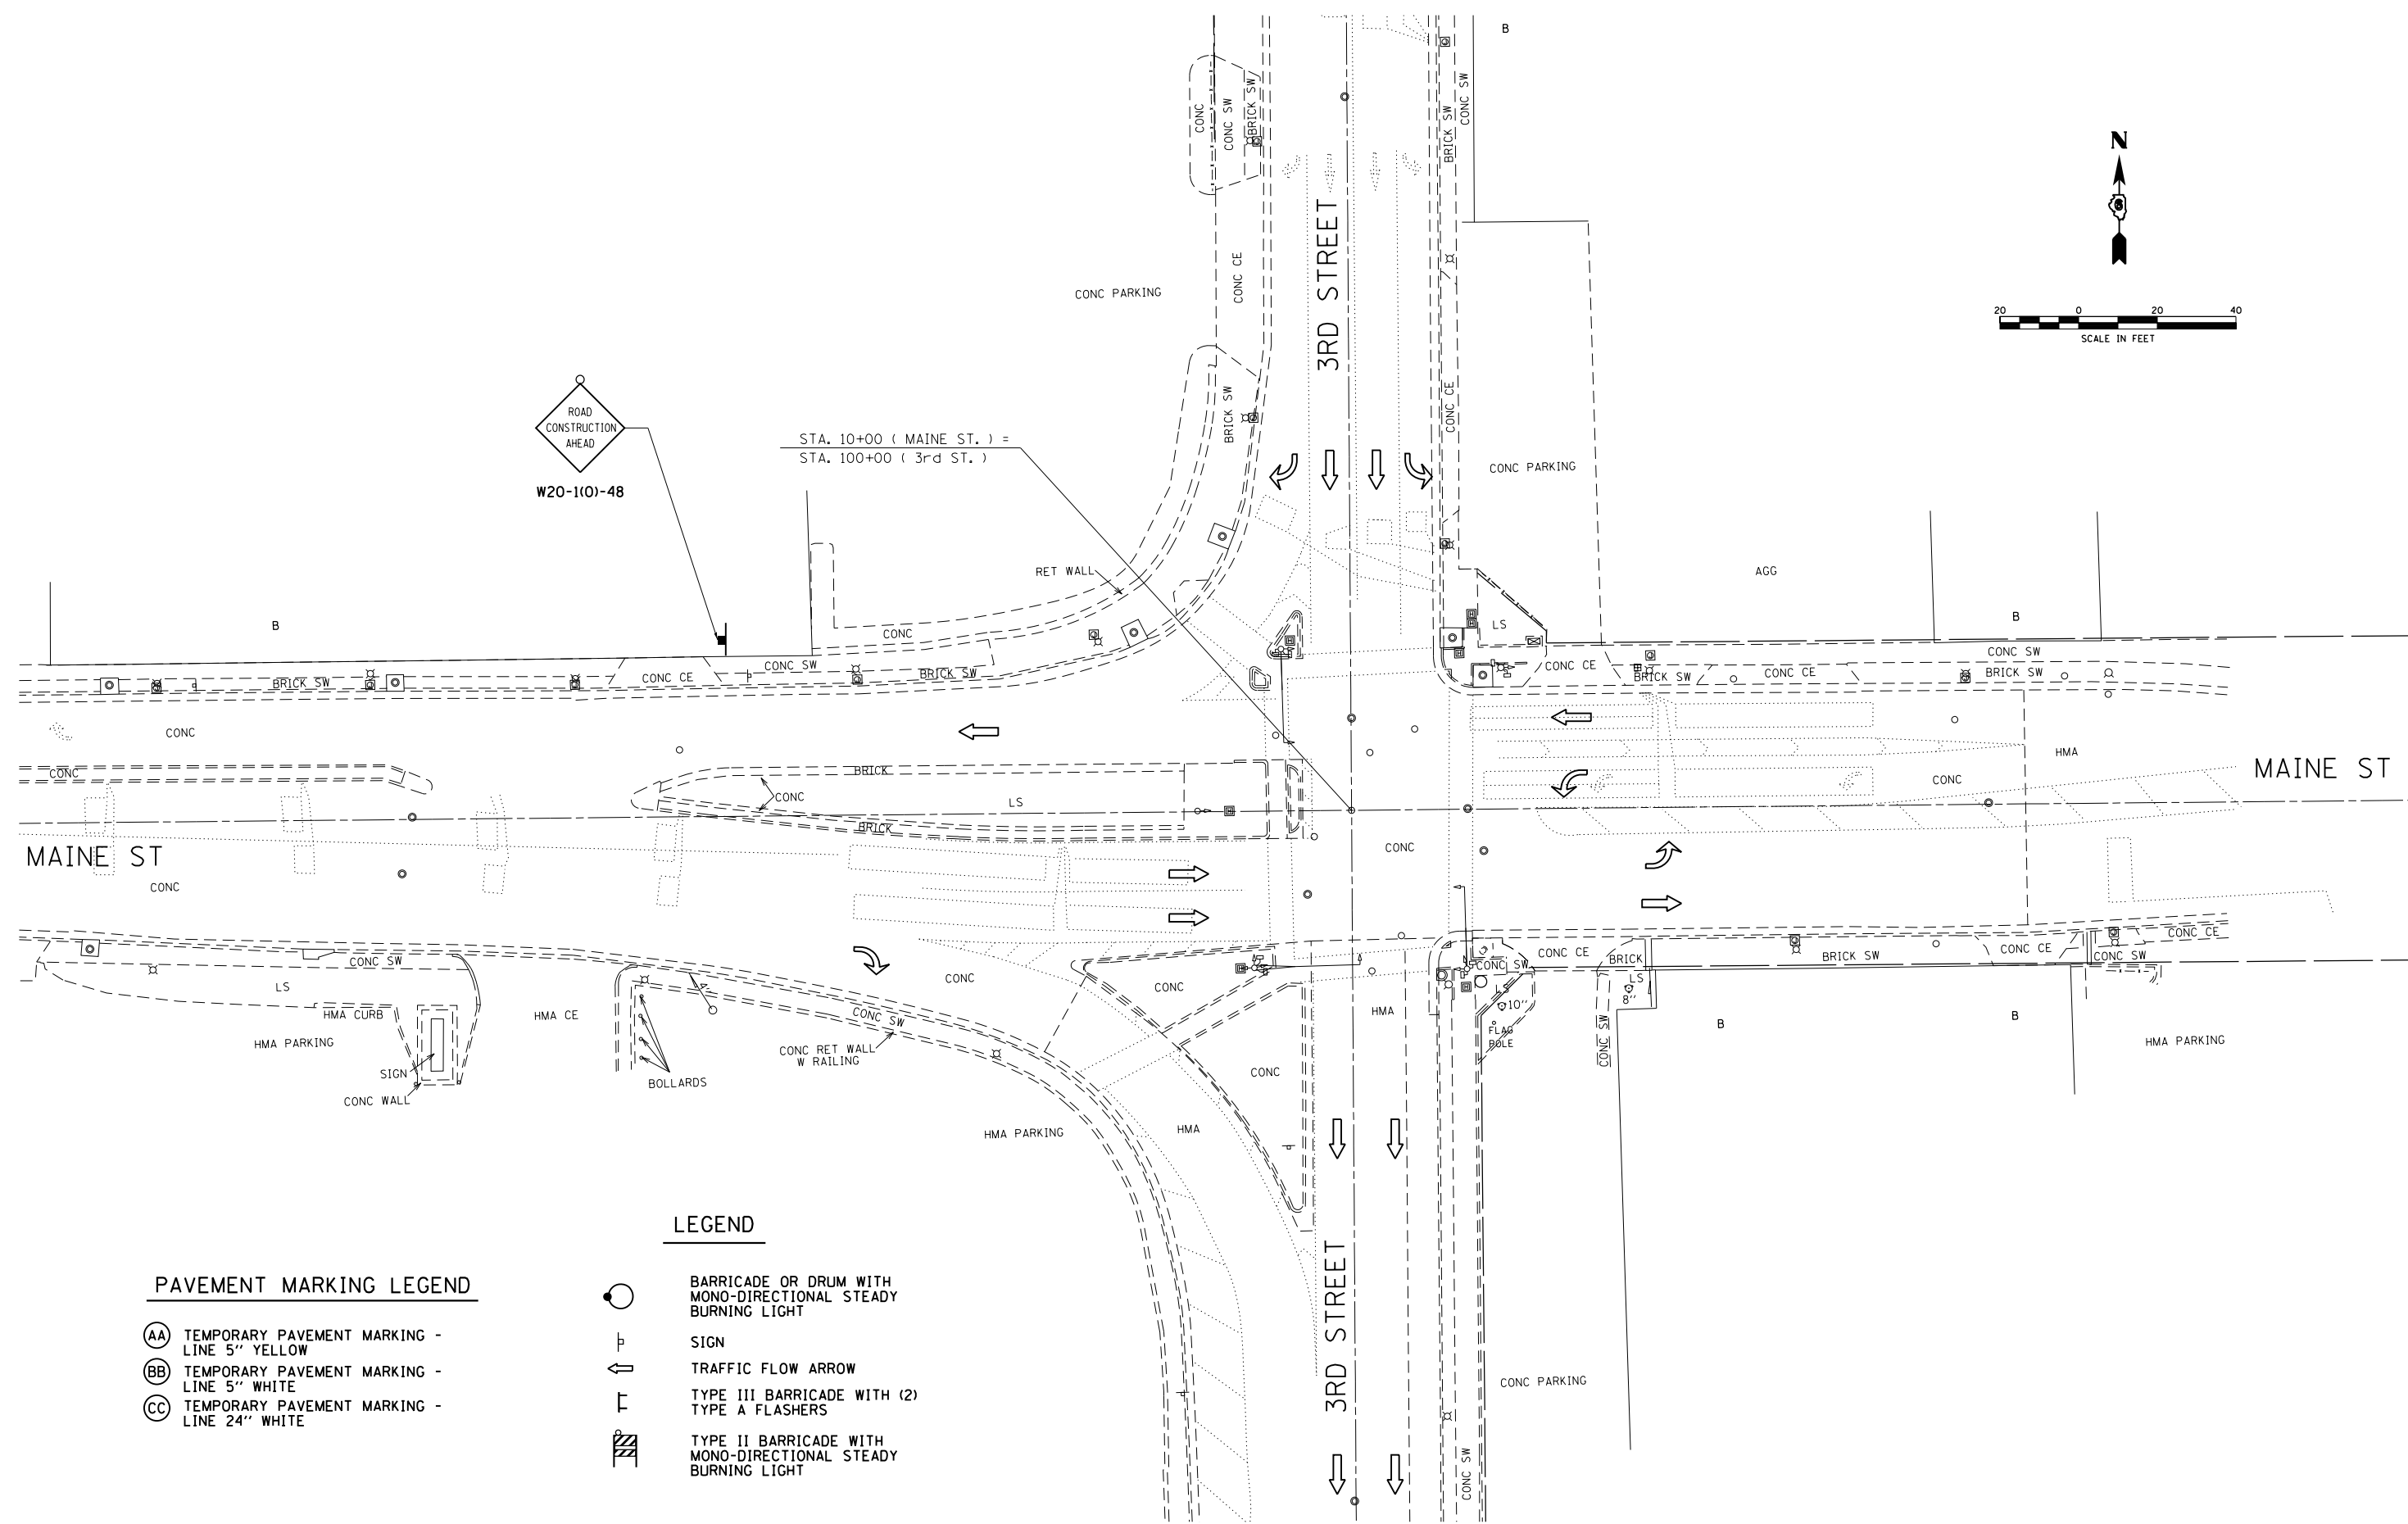 B
CONC
CONC SW
BRICK SW
BRICK SW
CONC SW
N
3RD STREET
CONC CE
CONC PARKING
20 0 20 40
SCALE IN FEET
ROAD
CONSTRUCTION
AHEAD
W20-1(O)-48
STA. 10+00 ( MAINE ST. ) =
STA. 100+00 ( 3rd ST. )
BRICK SW
CONC CE
CONC PARKING
RET WALL
AGG
B
CONC
LS
B
CONC SW
BRICK SW
CONC CE
CONC SW
BRICK SW
CONC CE
BRICK SW
CONC CE
BRICK SW
CONC
CONC
BRICK
CONC
LS
BRICK
HMA
CONC
MAINE ST
MAINE ST
CONC
CONC
CONC SW
LS
HMA CURB
HMA PARKING
SIGN
CONC WALL
HMA CE
BOLLARDS
CONC SW
CONC RET WALL
W RAILING
CONC
CONC
CONC
HMA PARKING
HMA
HMA
CONC CE
CONC SW
LS
10''
FLAG
POLE
BRICK
LS
8''
CONC SW
BRICK SW
B
CONC CE
CONC SW
CONC CE
B
HMA PARKING
3RD STREET
CONC PARKING
CONC SW
LEGEND
BARRICADE OR DRUM WITH
MONO-DIRECTIONAL STEADY
BURNING LIGHT
SIGN
TRAFFIC FLOW ARROW
TYPE III BARRICADE WITH (2)
TYPE A FLASHERS
TYPE II BARRICADE WITH
MONO-DIRECTIONAL STEADY
BURNING LIGHT
PAVEMENT MARKING LEGEND
AA TEMPORARY PAVEMENT MARKING -
LINE 5'' YELLOW
BB TEMPORARY PAVEMENT MARKING -
LINE 5'' WHITE
CC TEMPORARY PAVEMENT MARKING -
LINE 24'' WHITE